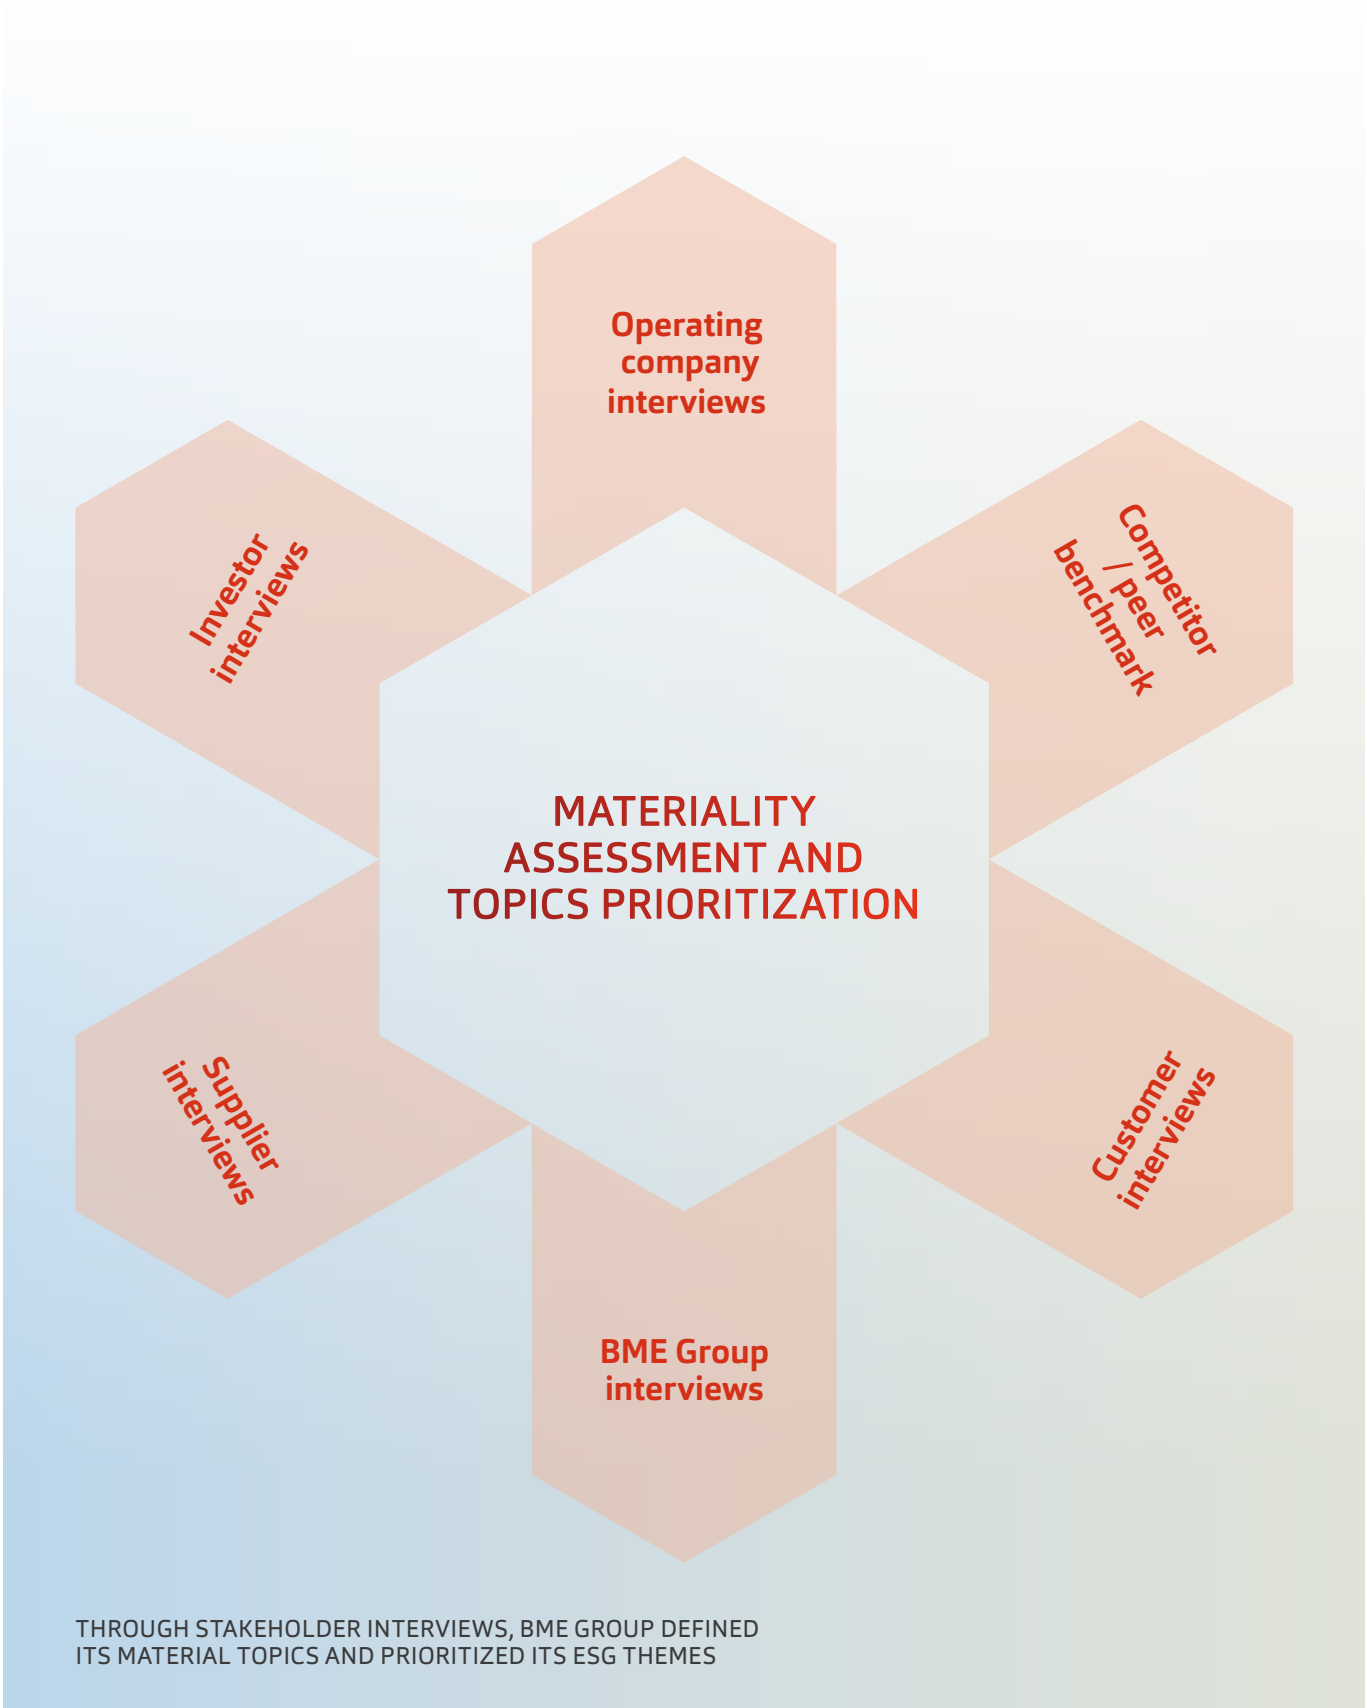 Operating
company
interviews
Investor
interviews
Competitor
/ peer
benchmark
MATERIALITY
ASSESSMENT AND
TOPICS PRIORITIZATION
Supplier
interviews
Customer
interviews
BME Group
interviews
THROUGH STAKEHOLDER INTERVIEWS, BME GROUP DEFINED
ITS MATERIAL TOPICS AND PRIORITIZED ITS ESG THEMES